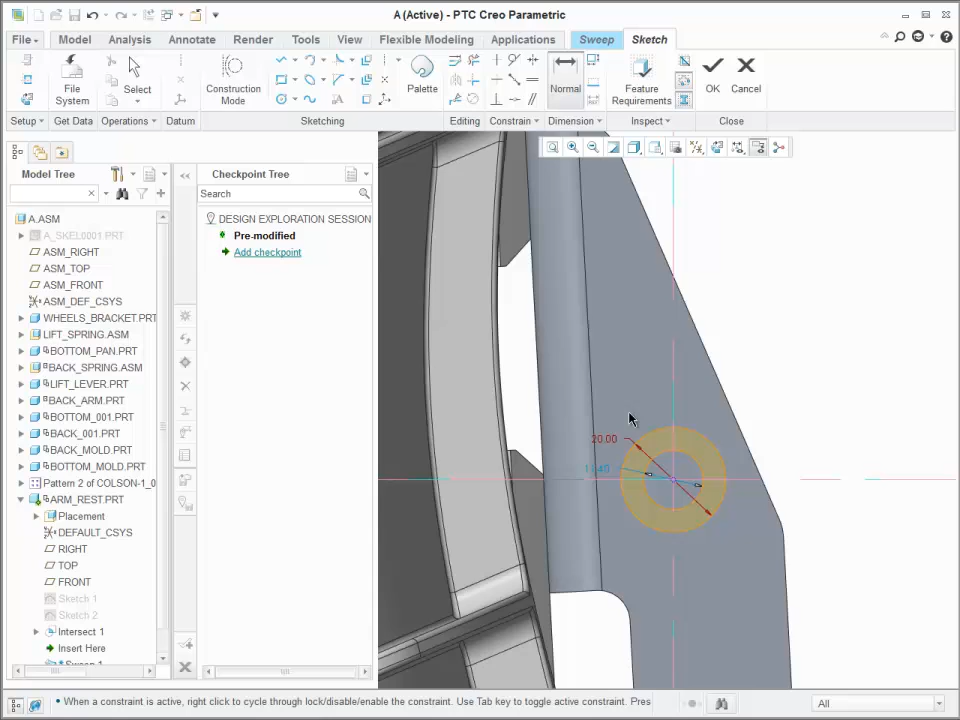 A (Active) - PTC Creo Parametric
File Model Analysis Annotate Render Tools View Flexible Modeling Applications Sweep Sketch
File System
Select
Construction Mode
Palette
Normal
Feature Requirements
OK
Cancel
Setup Get Data Operations Datum Sketching Editing Constrain Dimension Inspect Close
Model Tree
Checkpoint Tree
Search
A.ASM
A_SKEL0001.PRT
ASM_RIGHT
ASM_TOP
ASM_FRONT
ASM_DEF_CSYS
WHEELS_BRACKET.PRT
LIFT_SPRING.ASM
BOTTOM_PAN.PRT
BACK_SPRING.ASM
LIFT_LEVER.PRT
BACK_ARM.PRT
BOTTOM_001.PRT
BACK_001.PRT
BACK_MOLD.PRT
BOTTOM_MOLD.PRT
Pattern 2 of COLSON-1_0
ARM_REST.PRT
Placement
DEFAULT_CSYS
RIGHT
TOP
FRONT
Sketch 1
Sketch 2
Intersect 1
Insert Here
Sweep 1
DESIGN EXPLORATION SESSION
Pre-modified
Add checkpoint
20.00
When a constraint is active, right click to cycle through lock/disable/enable the constraint. Use Tab key to toggle active constraint. Pres
All